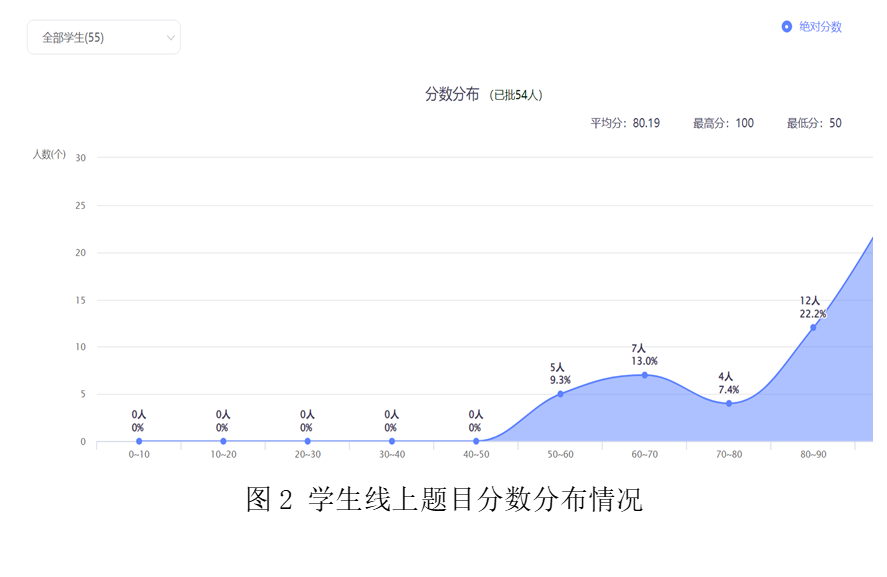 全部学生(55)
绝对分数
分数分布 (已批54人)
平均分: 80.19 最高分: 100 最低分: 50
人数(个)
30
25
20
15
10
5
0
0人
0%
0人
0%
0人
0%
0人
0%
0人
0%
5人
9.3%
7人
13.0%
4人
7.4%
12人
22.2%
0~10 10~20 20~30 30~40 40~50 50~60 60~70 70~80 80~90
图 2 学生线上题目分数分布情况